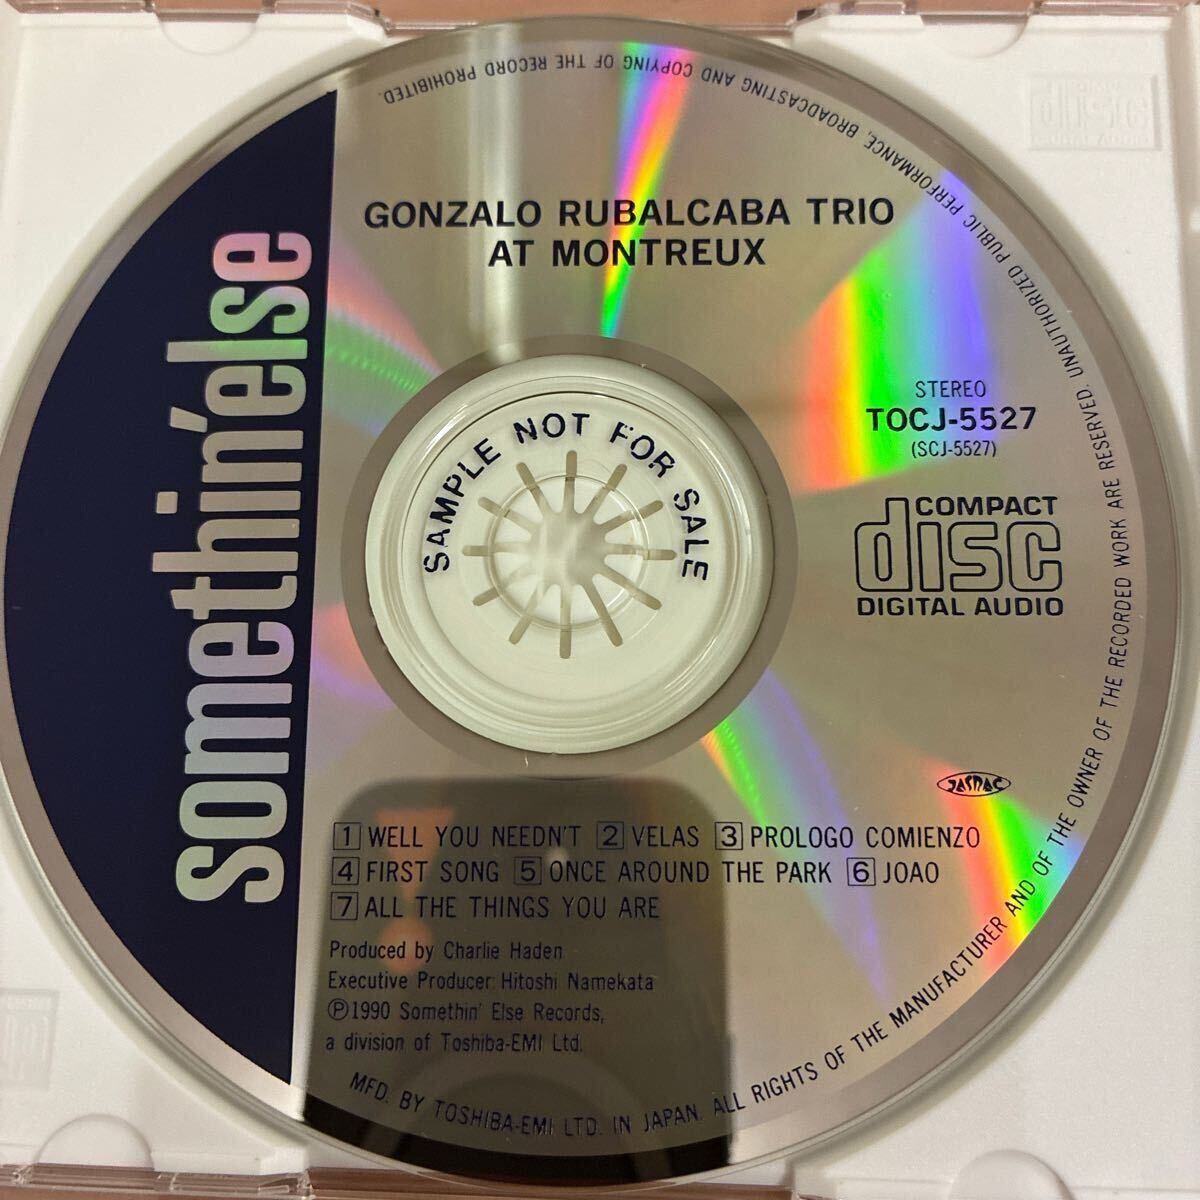 GONZALO RUBALCABA TRIO
AT MONTREUX
somethin'else
STEREO
TOCJ-5527
(SCJ-5527)
COMPACT
disc
DIGITAL AUDIO
SAMPLE NOT FOR SALE
JASRAC
1 WELL YOU NEEDN'T 2 VELAS 3 PROLOGO COMIENZO
4 FIRST SONG 5 ONCE AROUND THE PARK 6 JOAO
7 ALL THE THINGS YOU ARE
Produced by Charlie Haden
Executive Producer: Hitoshi Namekata
Ⓟ1990 Somethin' Else Records,
a division of Toshiba-EMI Ltd.
MFD. BY TOSHIBA-EMI LTD. IN JAPAN. ALL RIGHTS OF THE MANUFACTURER AND OF THE OWNER OF THE RECORDED WORK ARE RESERVED. UNAUTHORIZED PUBLIC PERFORMANCE, BROADCASTING AND COPYING OF THE RECORD PROHIBITED.
disc